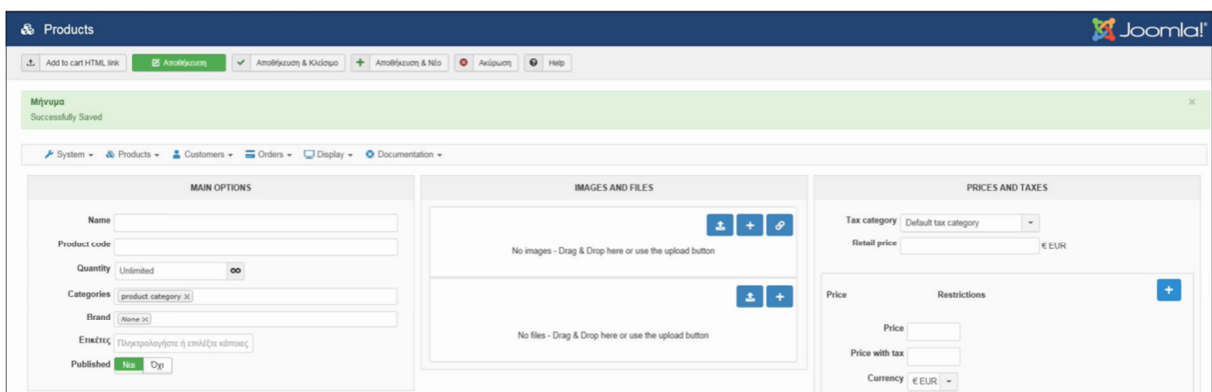 Products
Joomla!
Add to cart HTML link Αποθήκευση Αποθήκευση & Κλείσιμο Αποθήκευση & Νέο Ακύρωση Help
Μήνυμα
Successfully Saved
System Products Customers Orders Display Documentation
MAIN OPTIONS
Name
Product code
Quantity Unlimited
Categories product category
Brand None
Ετικέτες Πληκτρολογήστε ή επιλέξτε κάποιες
Published Ναι Όχι
IMAGES AND FILES
No images - Drag & Drop here or use the upload button
No files - Drag & Drop here or use the upload button
PRICES AND TAXES
Tax category Default tax category
Retail price € EUR
Price Restrictions
Price
Price with tax
Currency € EUR